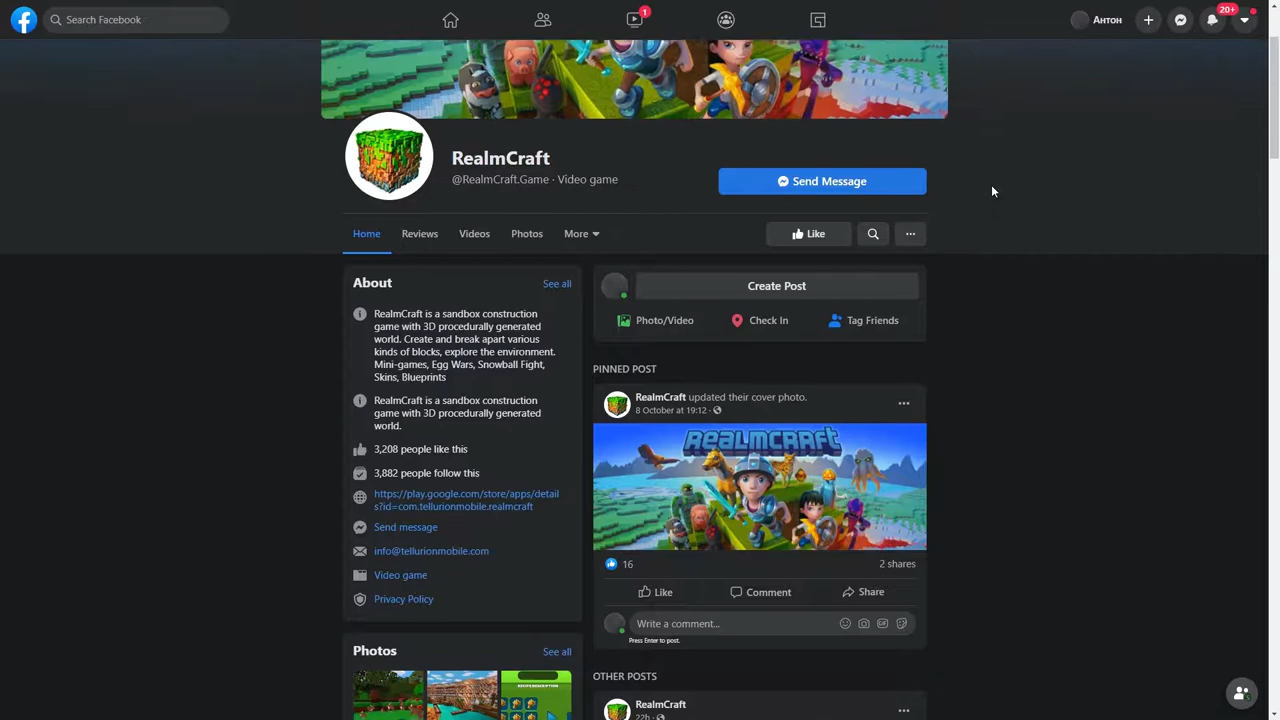 Search Facebook
1
Антон
20+
RealmCraft
@RealmCraft.Game · Video game
Send Message
Home
Reviews
Videos
Photos
More
Like
About
See all
RealmCraft is a sandbox construction
game with 3D procedurally generated
world. Create and break apart various
kinds of blocks, explore the environment.
Mini-games, Egg Wars, Snowball Fight,
Skins, Blueprints
RealmCraft is a sandbox construction
game with 3D procedurally generated
world.
3,208 people like this
3,882 people follow this
https://play.google.com/store/apps/detail
s?id=com.tellurionmobile.realmcraft
Send message
info@tellurionmobile.com
Video game
Privacy Policy
Photos
See all
RECIPE DESCRIPTION
Create Post
Photo/Video
Check In
Tag Friends
PINNED POST
RealmCraft updated their cover photo.
8 October at 19:12 ·
REALMCRAFT
16
2 shares
Like
Comment
Share
Write a comment...
GIF
Press Enter to post.
OTHER POSTS
RealmCraft
22h ·